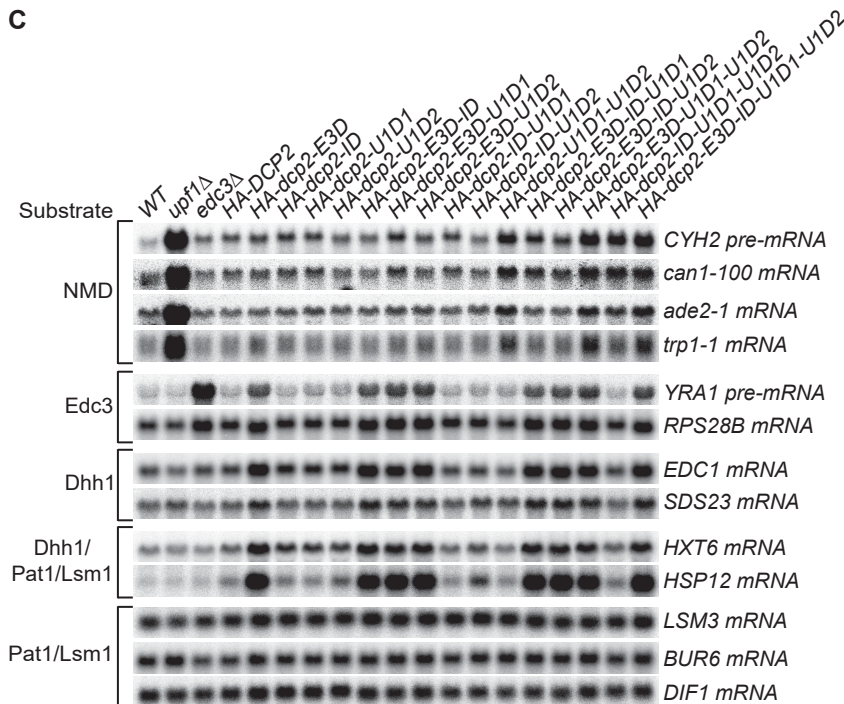 C
WT
upf1Δ
edc3Δ
HA-DCP2
HA-dcp2-E3D
HA-dcp2-ID
HA-dcp2-U1D1
HA-dcp2-U1D2
HA-dcp2-E3D-ID
HA-dcp2-E3D-U1D1
HA-dcp2-E3D-U1D2
HA-dcp2-ID-U1D1
HA-dcp2-ID-U1D2
HA-dcp2-U1D1-U1D2
HA-dcp2-E3D-ID-U1D1
HA-dcp2-E3D-ID-U1D2
HA-dcp2-E3D-U1D1-U1D2
HA-dcp2-ID-U1D1-U1D2
HA-dcp2-E3D-ID-U1D1-U1D2
Substrate
NMD
CYH2 pre-mRNA
can1-100 mRNA
ade2-1 mRNA
trp1-1 mRNA
Edc3
YRA1 pre-mRNA
RPS28B mRNA
Dhh1
EDC1 mRNA
SDS23 mRNA
Dhh1/
Pat1/Lsm1
HXT6 mRNA
HSP12 mRNA
Pat1/Lsm1
LSM3 mRNA
BUR6 mRNA
DIF1 mRNA